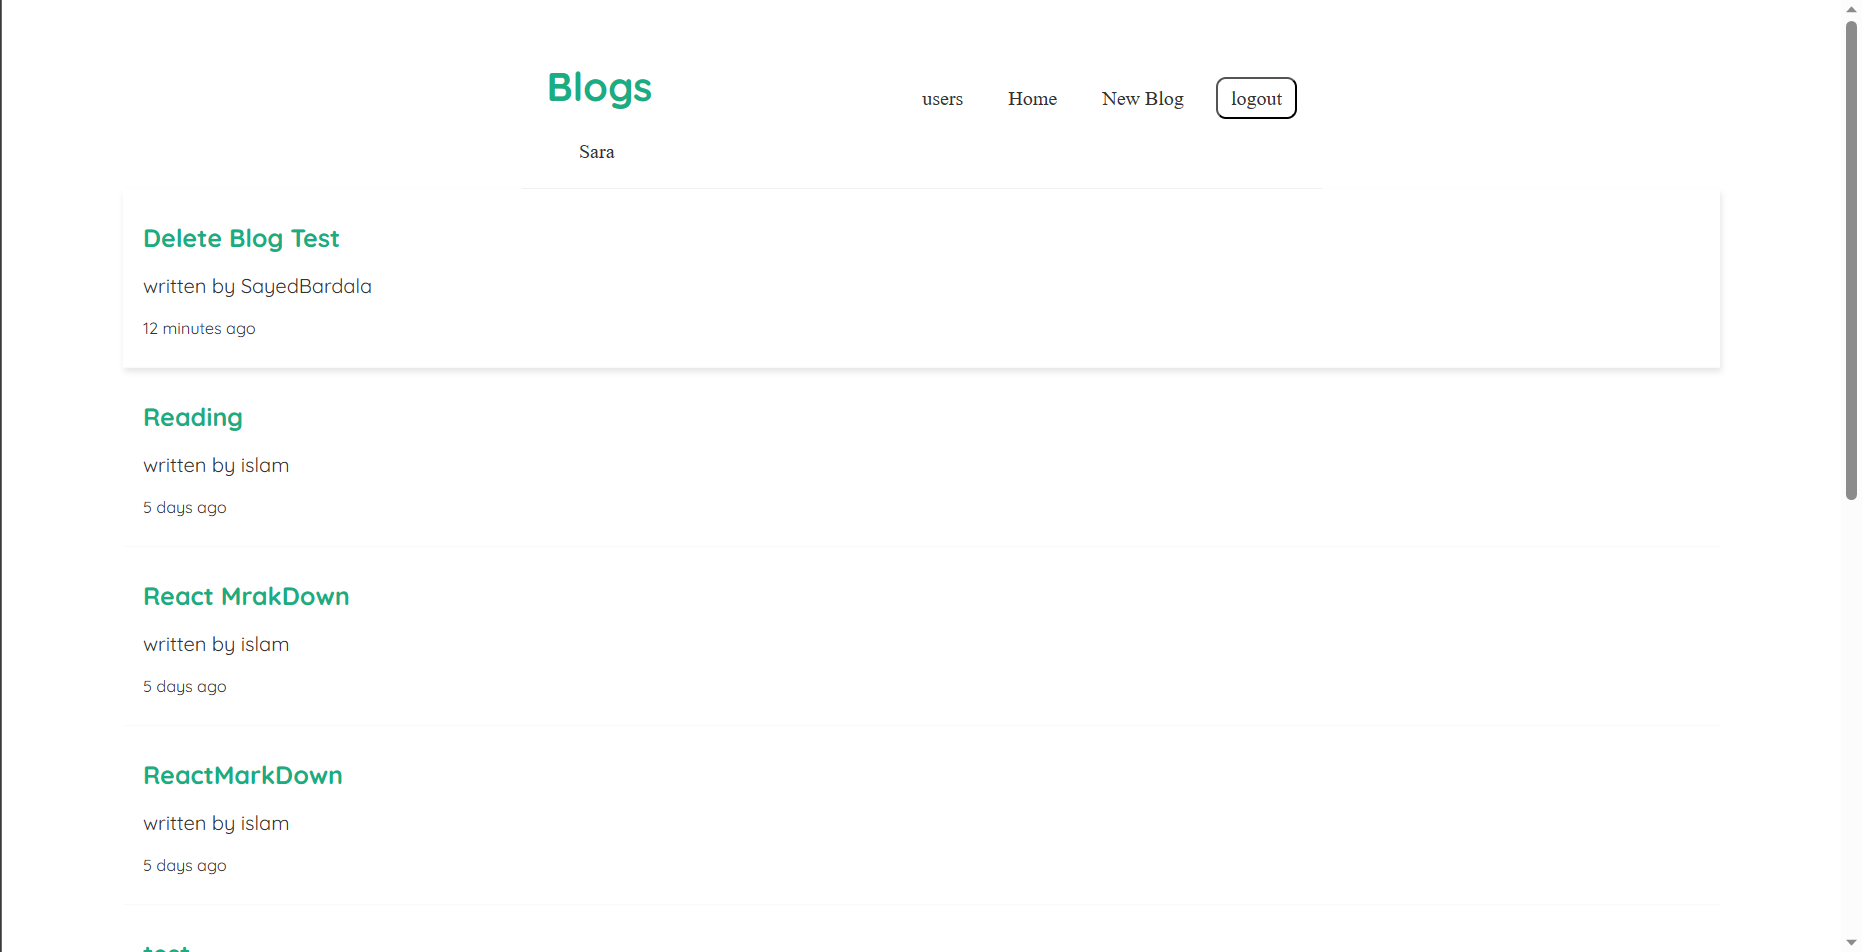 Blogs
users Home New Blog logout
Sara
Delete Blog Test
written by SayedBardala
12 minutes ago
Reading
written by islam
5 days ago
React MrakDown
written by islam
5 days ago
ReactMarkDown
written by islam
5 days ago
test